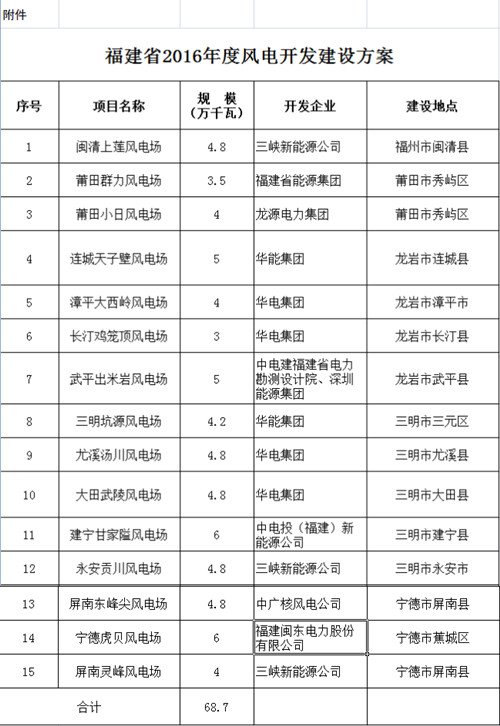 附件
福建省2016年度风电开发建设方案
序号 项目名称 规 模 开发企业 建设地点
（万千瓦）
1 闽清上莲风电场 4.8 三峡新能源公司 福州市闽清县
2 莆田群力风电场 3.5 福建省能源集团 莆田市秀屿区
3 莆田小日风电场 4 龙源电力集团 莆田市秀屿区
4 连城天子壁风电场 5 华能集团 龙岩市连城县
5 漳平大西岭风电场 4 华电集团 龙岩市漳平市
6 长汀鸡笼顶风电场 3 华电集团 龙岩市长汀县
7 武平出米岩风电场 5 中电建福建省电力
勘测设计院、深圳
能源集团 龙岩市武平县
8 三明坑源风电场 4.2 华能集团 三明市三元区
9 尤溪汤川风电场 4.8 华电集团 三明市尤溪县
10 大田武陵风电场 4.8 华电集团 三明市大田县
11 建宁甘家隘风电场 6 中电投（福建）新
能源公司 三明市建宁县
12 永安贡川风电场 4.8 三峡新能源公司 三明市永安市
13 屏南东峰尖风电场 4.8 中广核风电公司 宁德市屏南县
14 宁德虎贝风电场 6 福建闽东电力股份
有限公司 宁德市蕉城区
15 屏南灵峰风电场 4 三峡新能源公司 宁德市屏南县
合计 68.7